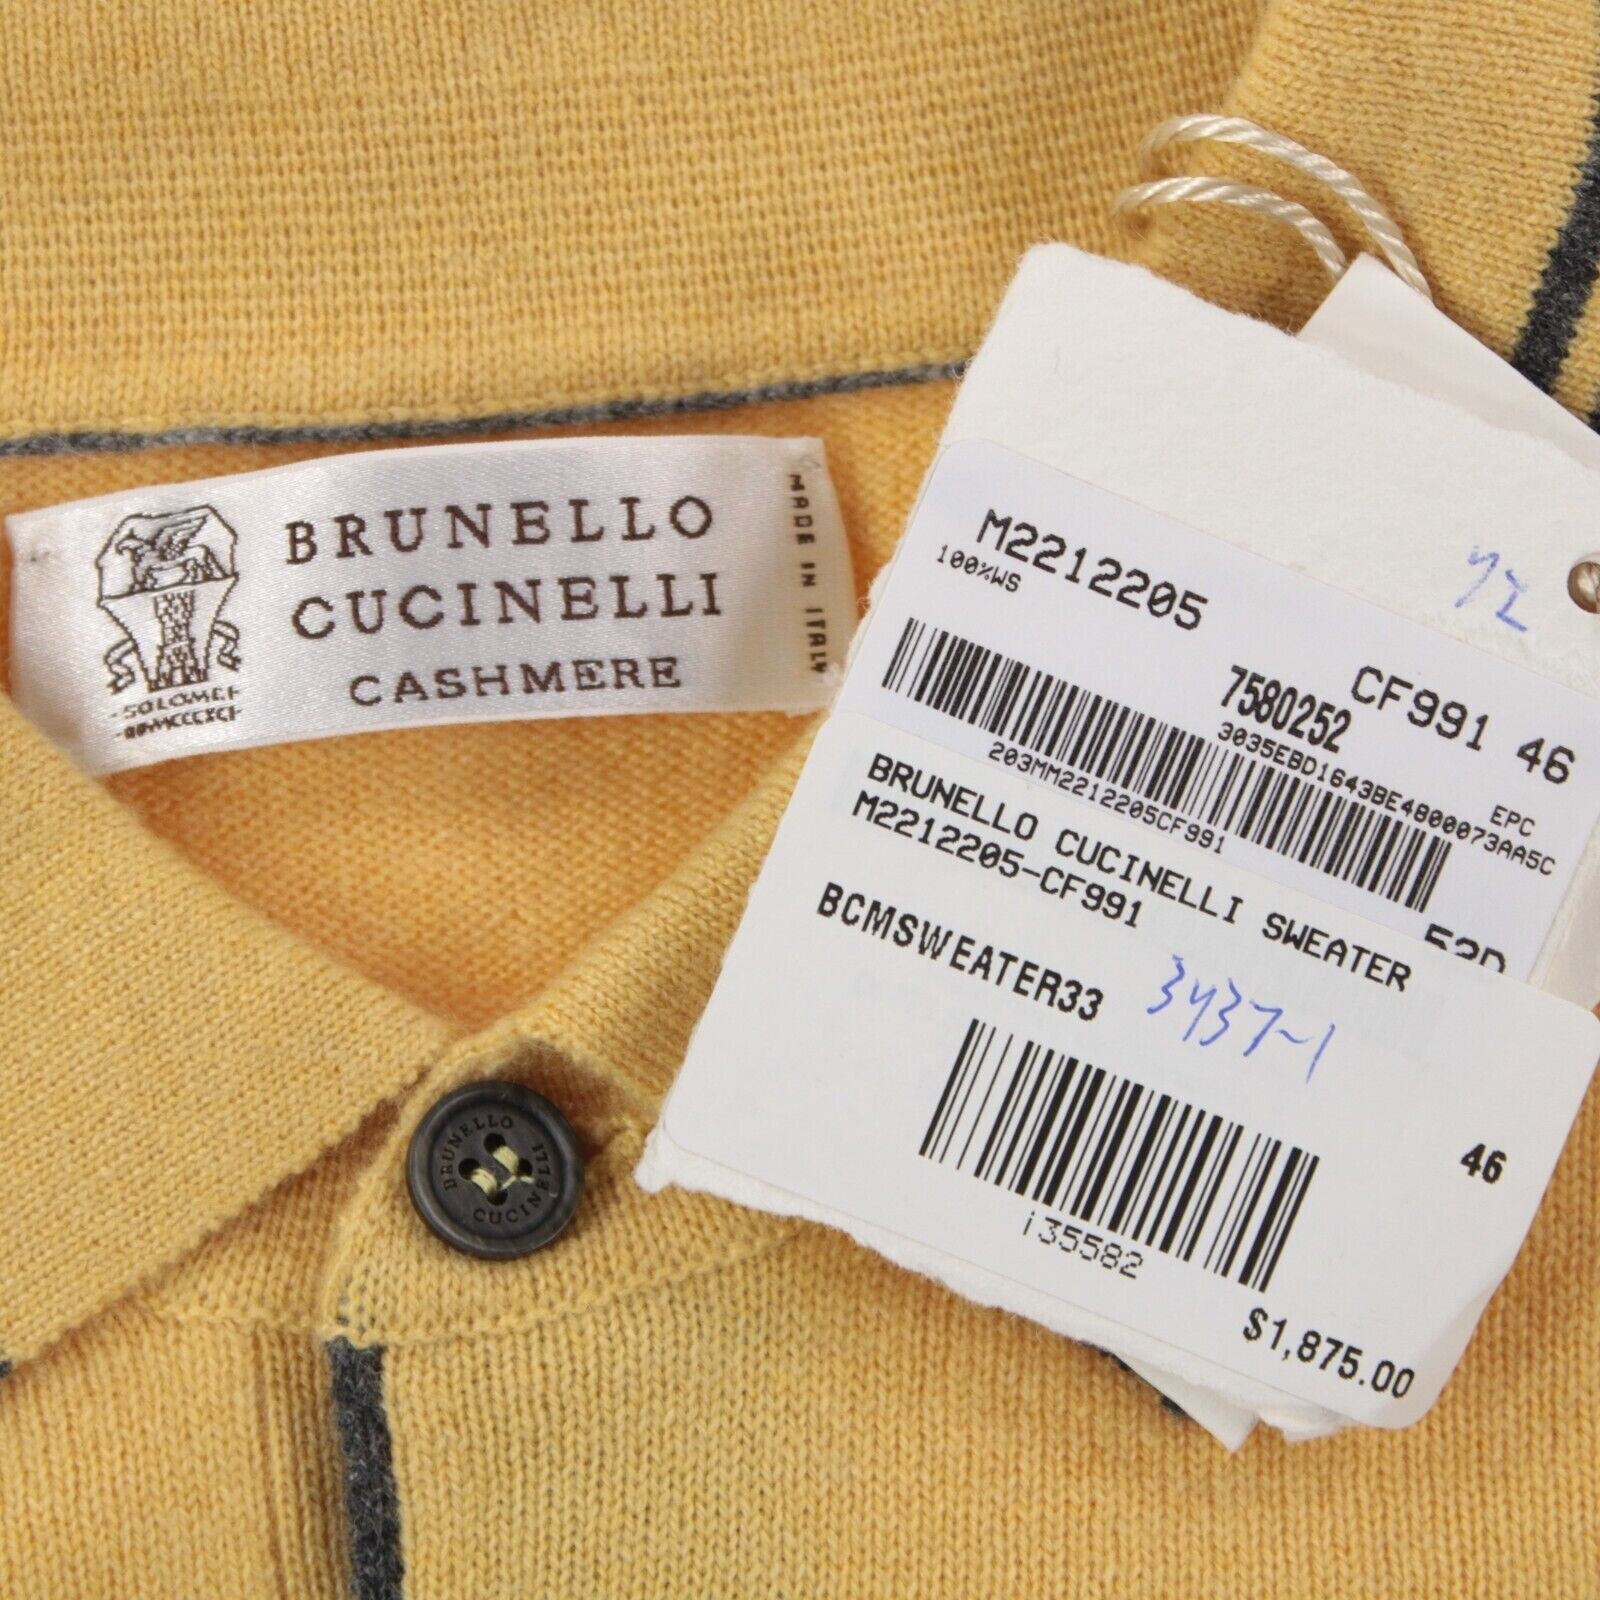 BRUNELLO
CUCINELLI
CASHMERE
MADE IN ITALY
SOLOMEI
BRUNELLO CUCINELLI
M2212205
100%WS
42
CF991 46
7580252
3035EBD1643BE4800073AA5C
EPC
203MM2212205CF991
BRUNELLO CUCINELLI SWEATER
M2212205-CF991
BCMSWEATER33
3437-1
46
i35582
$1,875.00